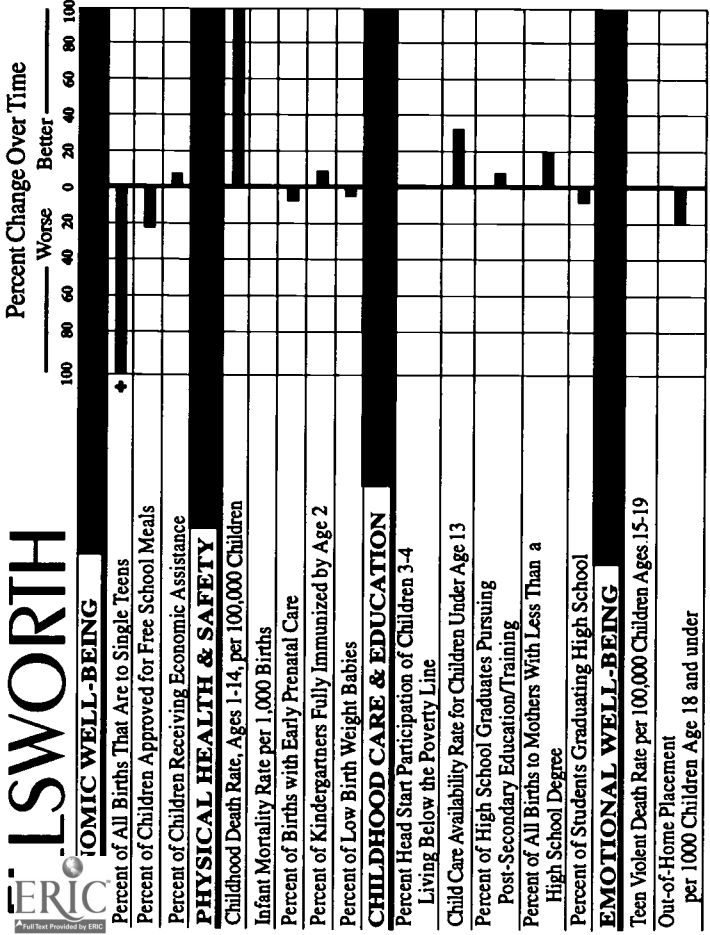 LSWORTH
Percent Change Over Time
Worse Better
100 80 60 40 20 0 20 40 60 80 100
NOMIC WELL-BEING
Percent of All Births That Are to Single Teens
+
Percent of Children Approved for Free School Meals
Percent of Children Receiving Economic Assistance
PHYSICAL HEALTH & SAFETY
Childhood Death Rate, Ages 1-14, per 100,000 Children
Infant Mortality Rate per 1,000 Births
Percent of Births with Early Prenatal Care
Percent of Kindergartners Fully Immunized by Age 2
Percent of Low Birth Weight Babies
CHILDHOOD CARE & EDUCATION
Percent Head Start Participation of Children 3-4
Living Below the Poverty Line
Child Care Availability Rate for Children Under Age 13
Percent of High School Graduates Pursuing
Post-Secondary Education/Training
Percent of All Births to Mothers With Less Than a
High School Degree
Percent of Students Graduating High School
EMOTIONAL WELL-BEING
Teen Violent Death Rate per 100,000 Children Ages 15-19
Out-of-Home Placement
per 1000 Children Age 18 and under
ERIC
Full Text Provided by ERIC